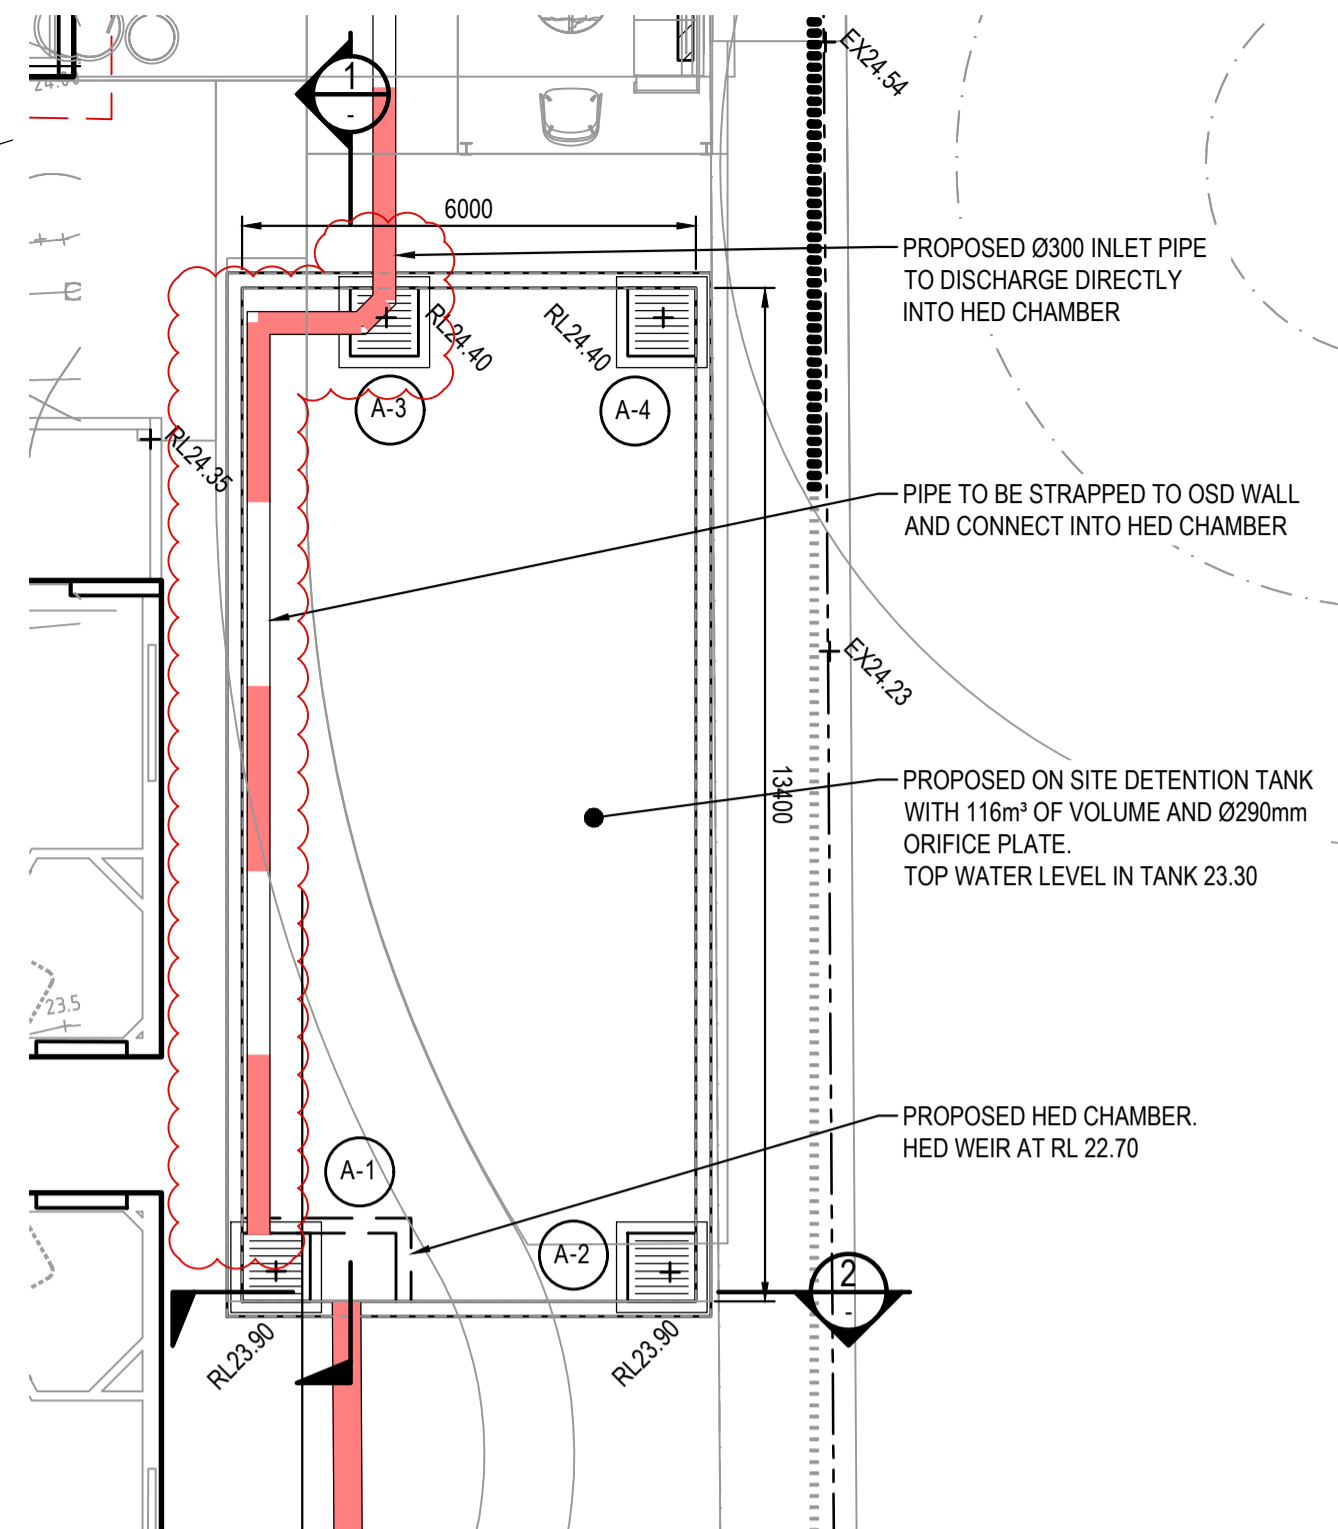 24.00
1
-
EX24.54
6000
PROPOSED Ø300 INLET PIPE
TO DISCHARGE DIRECTLY
INTO HED CHAMBER
RL24.40
RL24.40
A-3
A-4
RL24.35
PIPE TO BE STRAPPED TO OSD WALL
AND CONNECT INTO HED CHAMBER
EX24.23
13400
PROPOSED ON SITE DETENTION TANK
WITH 116m³ OF VOLUME AND Ø290mm
ORIFICE PLATE.
TOP WATER LEVEL IN TANK 23.30
23.5
PROPOSED HED CHAMBER.
HED WEIR AT RL 22.70
A-1
A-2
2
-
RL23.90
RL23.90